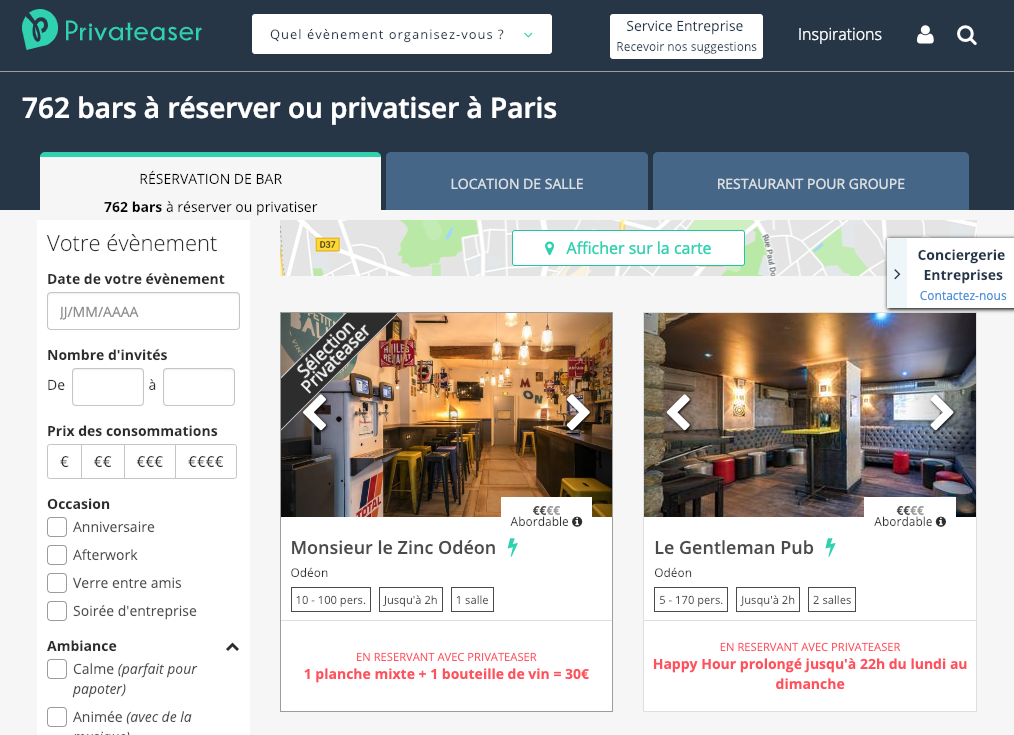 Privateaser
Quel évènement organisez-vous ?
Service Entreprise
Recevoir nos suggestions
Inspirations
762 bars à réserver ou privatiser à Paris
RÉSERVATION DE BAR
762 bars à réserver ou privatiser
LOCATION DE SALLE
RESTAURANT POUR GROUPE
Votre évènement
Date de votre évènement
JJ/MM/AAAA
Nombre d'invités
De
à
Prix des consommations
€ €€ €€€ €€€€
Occasion
Anniversaire
Afterwork
Verre entre amis
Soirée d'entreprise
Ambiance
Calme (parfait pour
papoter)
Animée (avec de la
musique)
D37
Afficher sur la carte
Rue Paul Do
Conciergerie
Entreprises
Contactez-nous
Sélection
Privateaser
€€€€
Abordable
Monsieur le Zinc Odéon
Odéon
10 - 100 pers.
Jusqu'à 2h
1 salle
EN RESERVANT AVEC PRIVATEASER
1 planche mixte + 1 bouteille de vin = 30€
€€€€
Abordable
Le Gentleman Pub
Odéon
5 - 170 pers.
Jusqu'à 2h
2 salles
EN RESERVANT AVEC PRIVATEASER
Happy Hour prolongé jusqu'à 22h du lundi au
dimanche